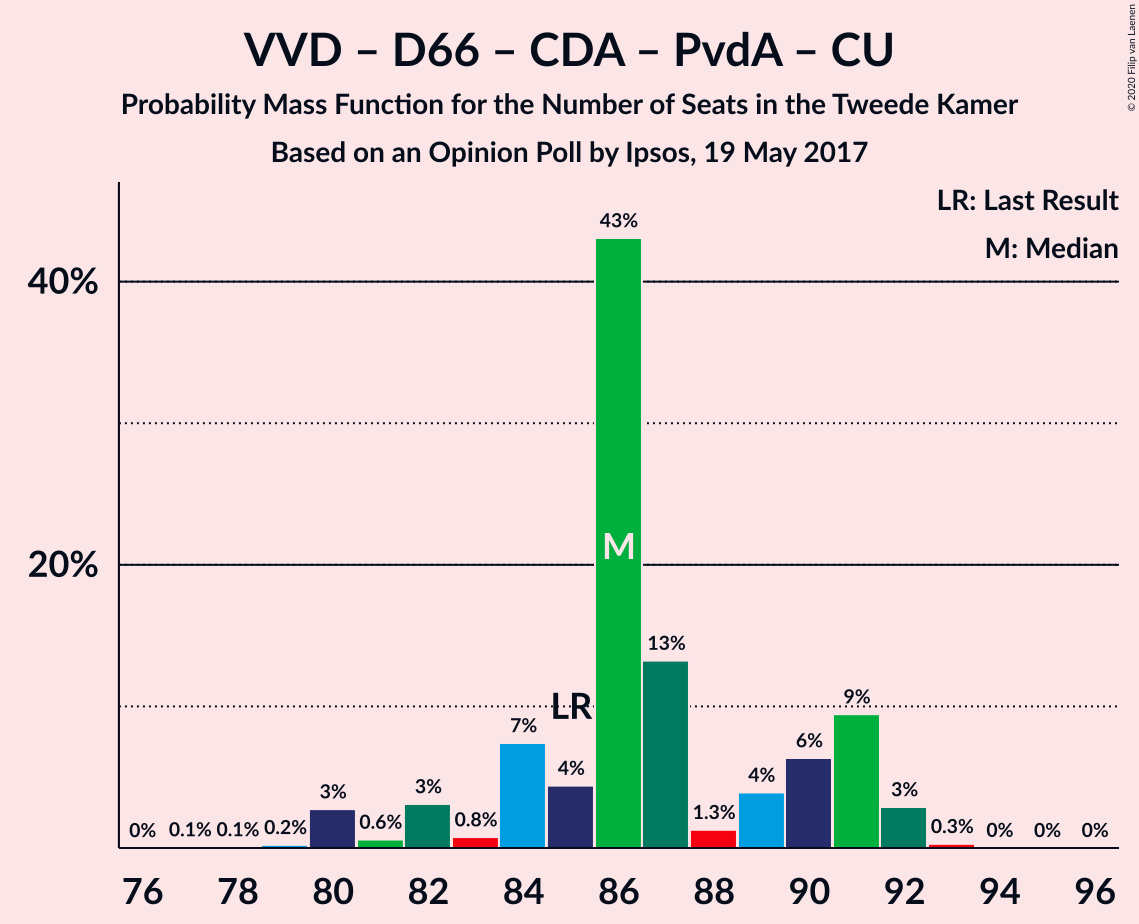 VVD – D66 – CDA – PvdA – CU
Probability Mass Function for the Number of Seats in the Tweede Kamer
Based on an Opinion Poll by Ipsos, 19 May 2017
© 2020 Filip van Laenen
LR: Last Result
M: Median
40%
20%
0%
0.1%
0.1%
0.2%
3%
0.6%
3%
0.8%
7%
4%
LR
43%
M
13%
1.3%
4%
6%
9%
3%
0.3%
0%
0%
0%
76 78 80 82 84 86 88 90 92 94 96